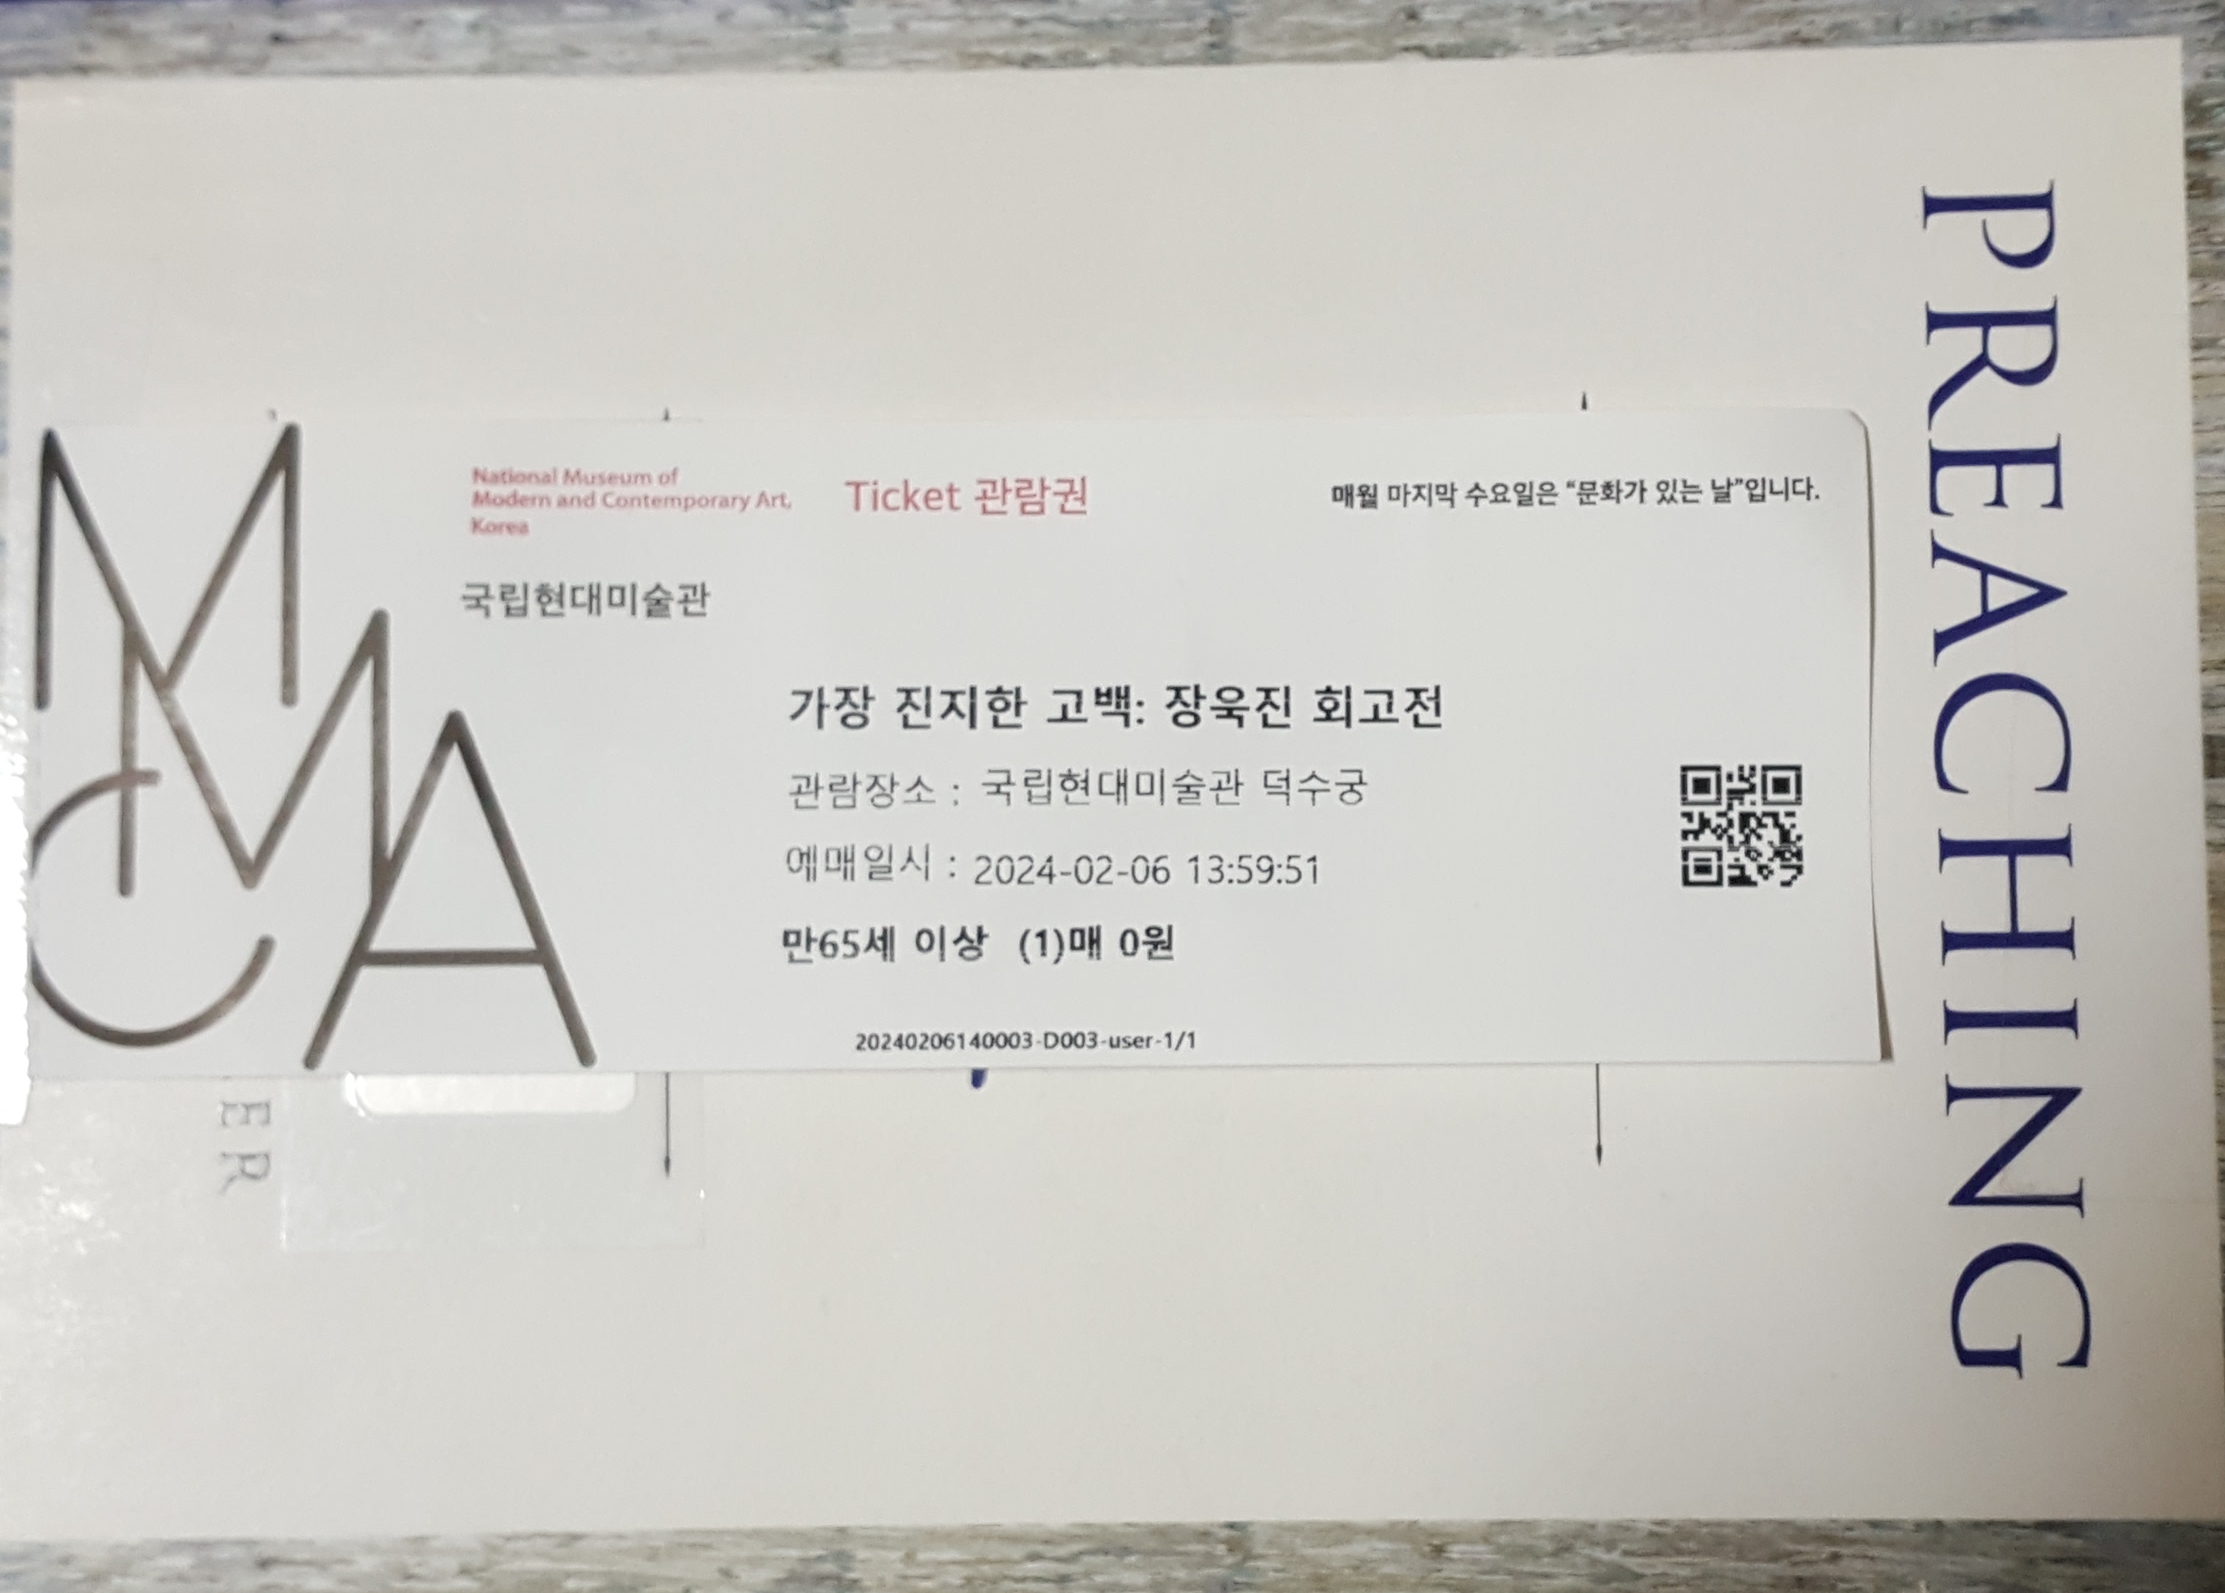 MMCA
National Museum of
Modern and Contemporary Art,
Korea
국립현대미술관
Ticket 관람권
매월 마지막 수요일은 “문화가 있는 날”입니다.
가장 진지한 고백: 장욱진 회고전
관람장소 : 국립현대미술관 덕수궁
예매일시 : 2024-02-06 13:59:51
만65세 이상 (1)매 0원
20240206140003-D003-user-1/1
PREACHING
ER